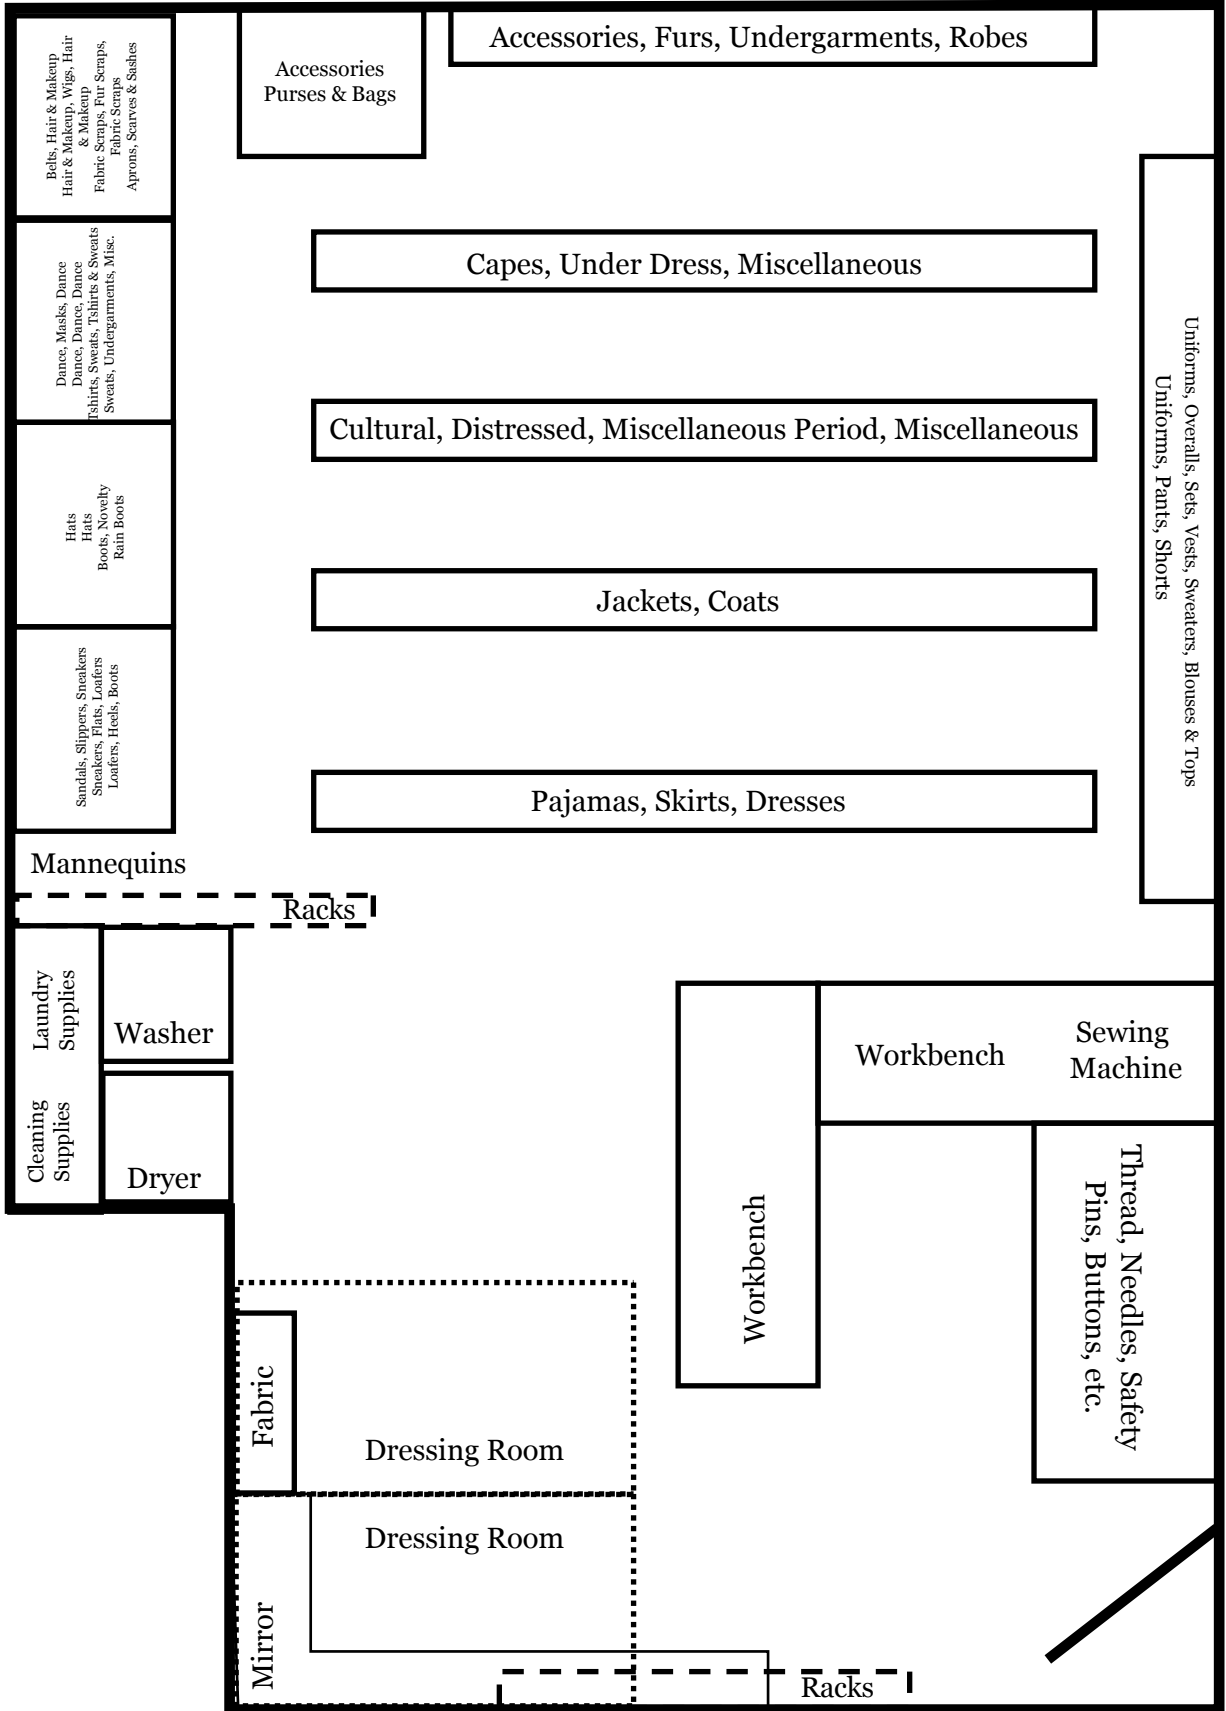 Accessories, Furs, Undergarments, Robes
Accessories
Purses & Bags
Belts, Hair & Makeup
Hair & Makeup, Wigs, Hair
& Makeup
Fabric Scraps, Fur Scraps,
Fabric Scraps
Aprons, Scarves & Sashes
Capes, Under Dress, Miscellaneous
Dance, Masks, Dance
Dance, Dance, Dance
Tshirts, Sweats, Tshirts & Sweats
Sweats, Undergarments, Misc.
Cultural, Distressed, Miscellaneous Period, Miscellaneous
Uniforms, Overalls, Sets, Vests, Sweaters, Blouses & Tops
Uniforms, Pants, Shorts
Hats
Hats
Boots, Novelty
Rain Boots
Jackets, Coats
Sandals, Slippers, Sneakers
Sneakers, Flats, Loafers
Loafers, Heels, Boots
Pajamas, Skirts, Dresses
Mannequins
Racks
Laundry
Supplies
Washer
Workbench
Sewing
Machine
Cleaning
Supplies
Dryer
Workbench
Thread, Needles, Safety
Pins, Buttons, etc.
Fabric
Dressing Room
Dressing Room
Mirror
Racks